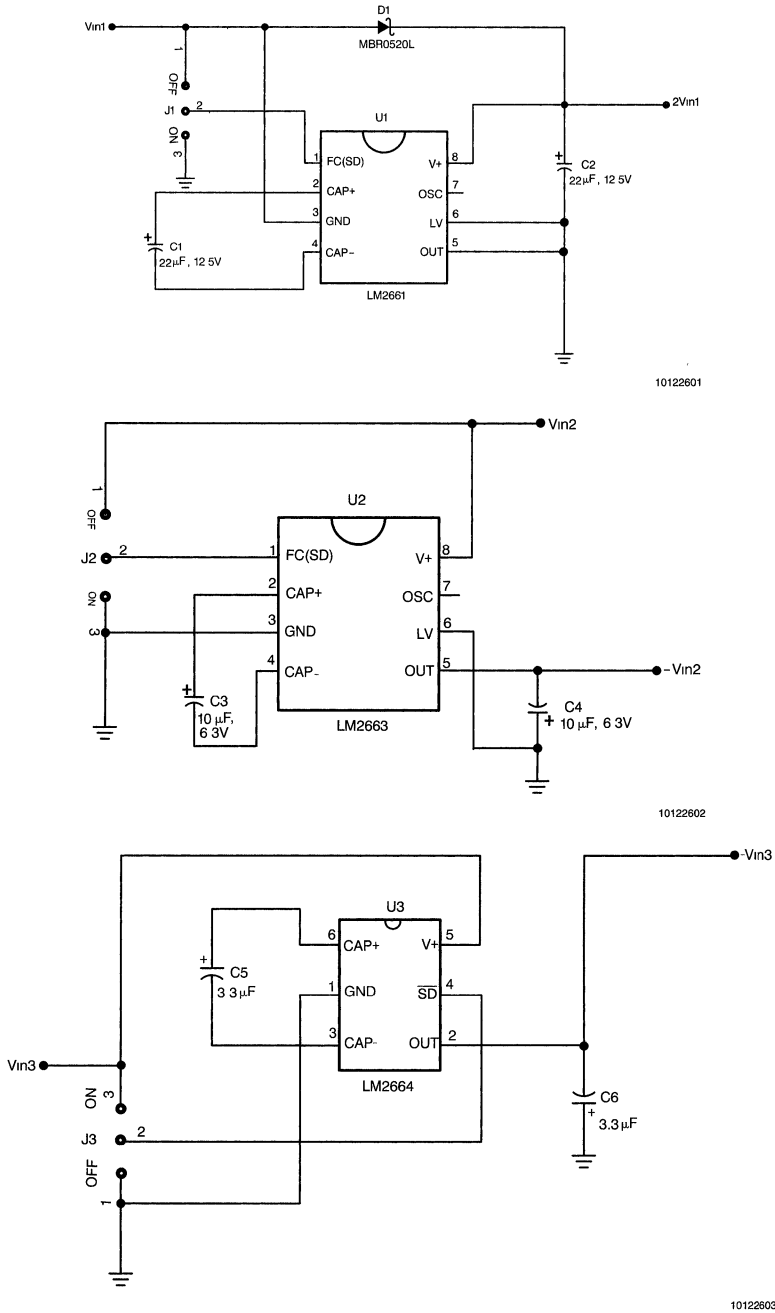 D1
Vin1
MBR0520L
1
OFF
J1 2
ON
3
2Vin1
U1
1 FC(SD) V+ 8
2 CAP+ OSC 7
3 GND LV 6
4 CAP- OUT 5
LM2661
+ C1
22µF, 12 5V
+ C2
22µF, 12 5V
10122601
Vin2
1
OFF
J2 2
ON
3
U2
1 FC(SD) V+ 8
2 CAP+ OSC 7
3 GND LV 6
4 CAP- OUT 5
LM2663
-Vin2
+ C3
10 µF,
6 3V
C4
+ 10 µF, 6 3V
10122602
-Vin3
U3
6 CAP+ V+ 5
1 GND SD 4
3 CAP- OUT 2
LM2664
+ C5
3 3µF
Vin3
ON 3
J3 2
OFF
1
C6
+ 3.3µF
10122603